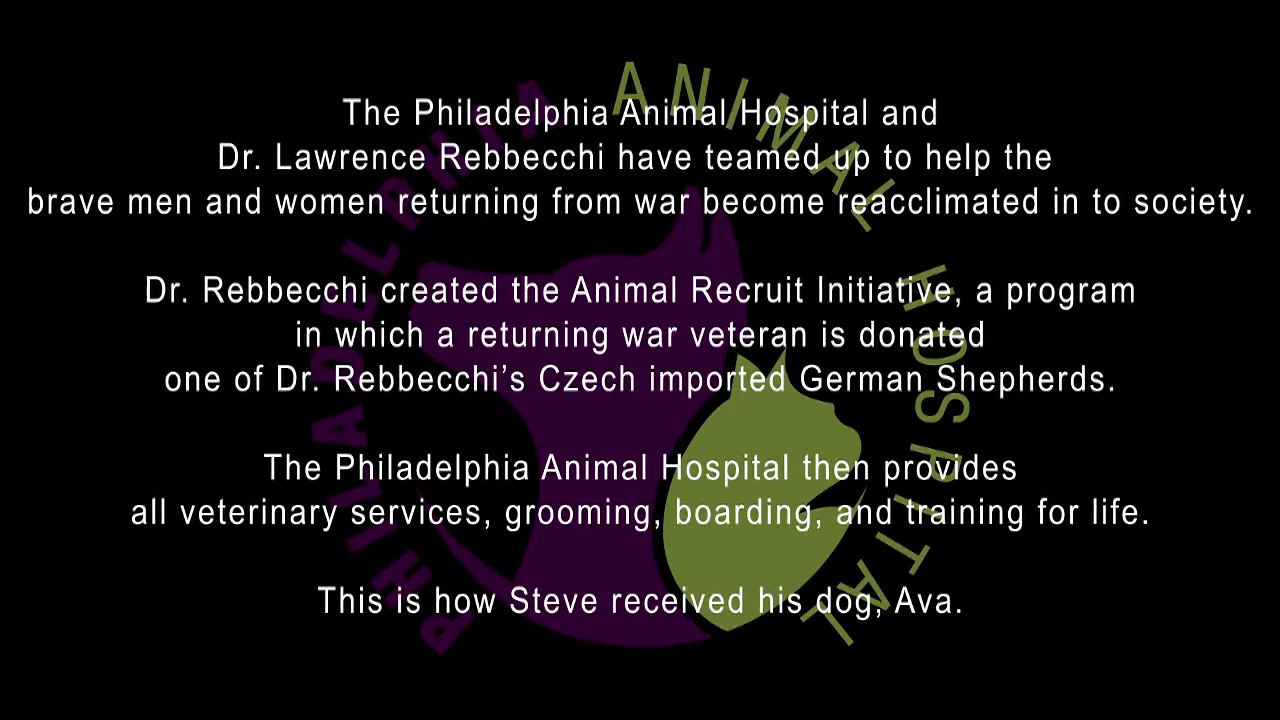 The Philadelphia Animal Hospital and
Dr. Lawrence Rebbecchi have teamed up to help the
brave men and women returning from war become reacclimated in to society.
Dr. Rebbecchi created the Animal Recruit Initiative, a program
in which a returning war veteran is donated
one of Dr. Rebbecchi’s Czech imported German Shepherds.
The Philadelphia Animal Hospital then provides
all veterinary services, grooming, boarding, and training for life.
This is how Steve received his dog, Ava.
PHILADELPHIA ANIMAL HOSPITAL